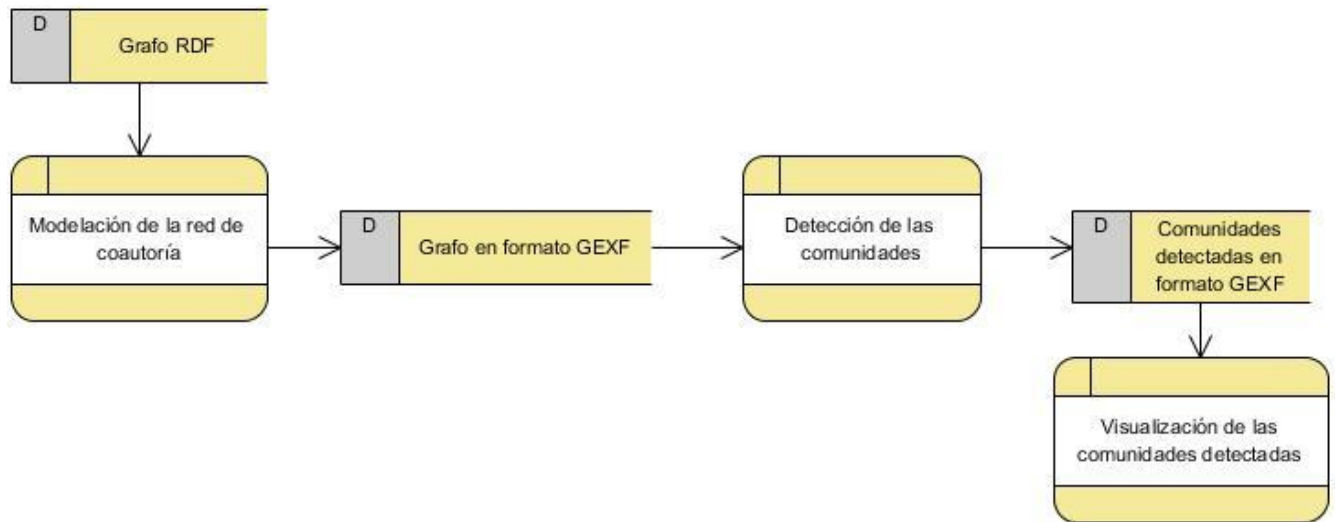 D
Grafo RDF
Modelación de la red de
coautoría
D
Grafo en formato GEXF
Detección de las
comunidades
D
Comunidades
detectadas en
formato GEXF
Visualización de las
comunidades detectadas